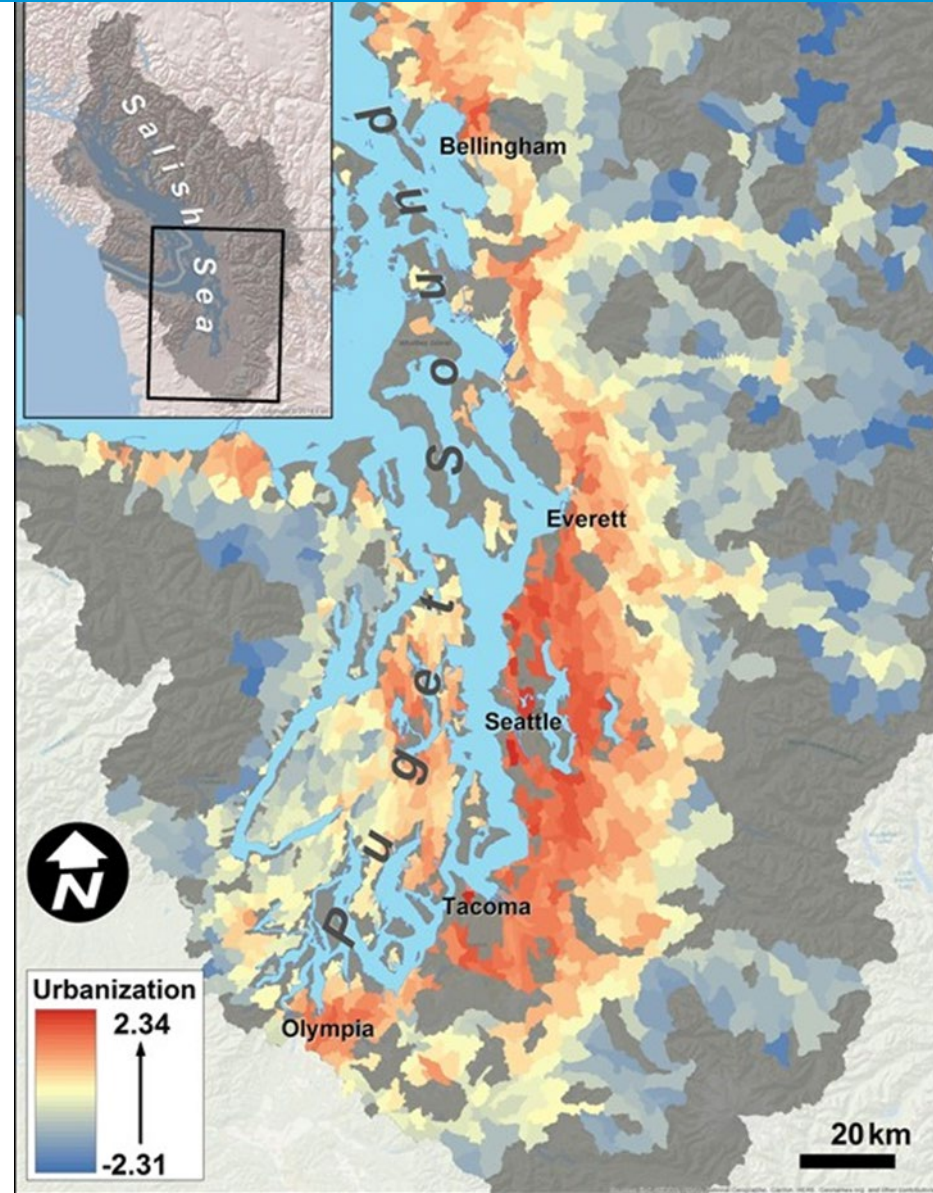 Salish
Sea
Puget Sound
Bellingham
Everett
Seattle
Tacoma
Olympia
N
Urbanization
2.34
-2.31
20 km